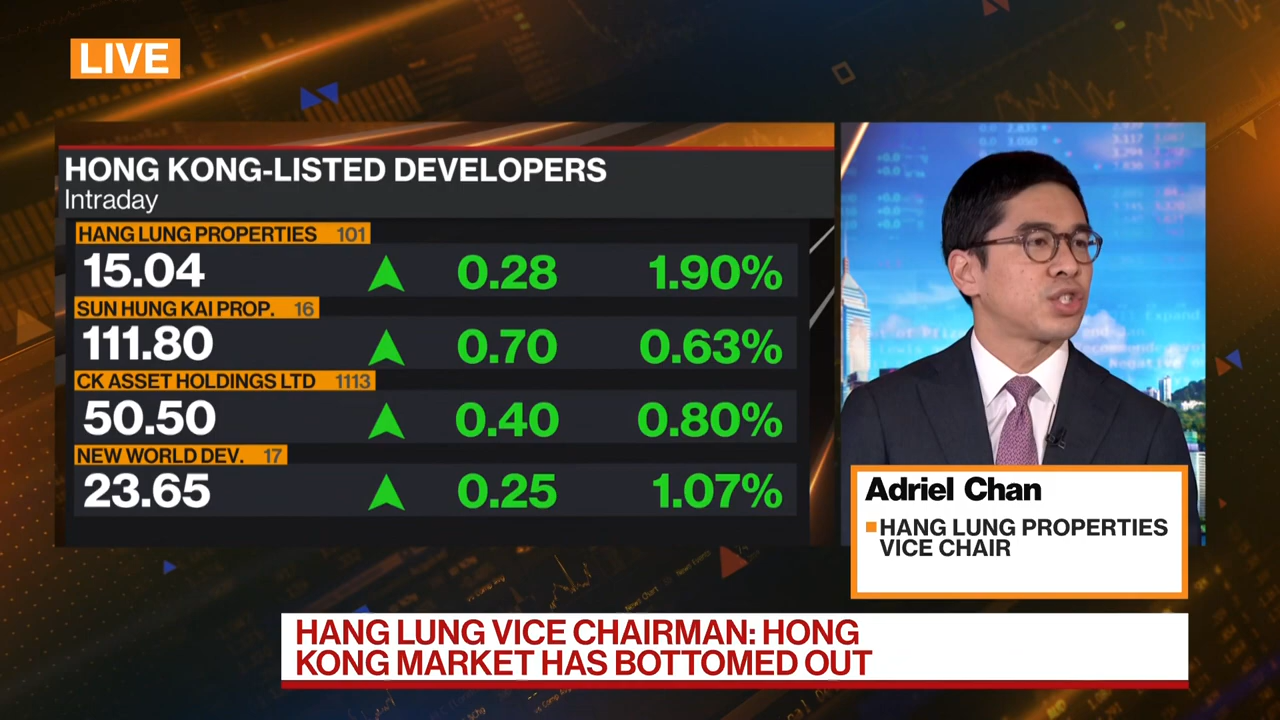 LIVE
HONG KONG-LISTED DEVELOPERS
Intraday
HANG LUNG PROPERTIES 101
15.04 0.28 1.90%
SUN HUNG KAI PROP. 16
111.80 0.70 0.63%
CK ASSET HOLDINGS LTD 1113
50.50 0.40 0.80%
NEW WORLD DEV. 17
23.65 0.25 1.07%
Adriel Chan
HANG LUNG PROPERTIES
VICE CHAIR
HANG LUNG VICE CHAIRMAN: HONG
KONG MARKET HAS BOTTOMED OUT